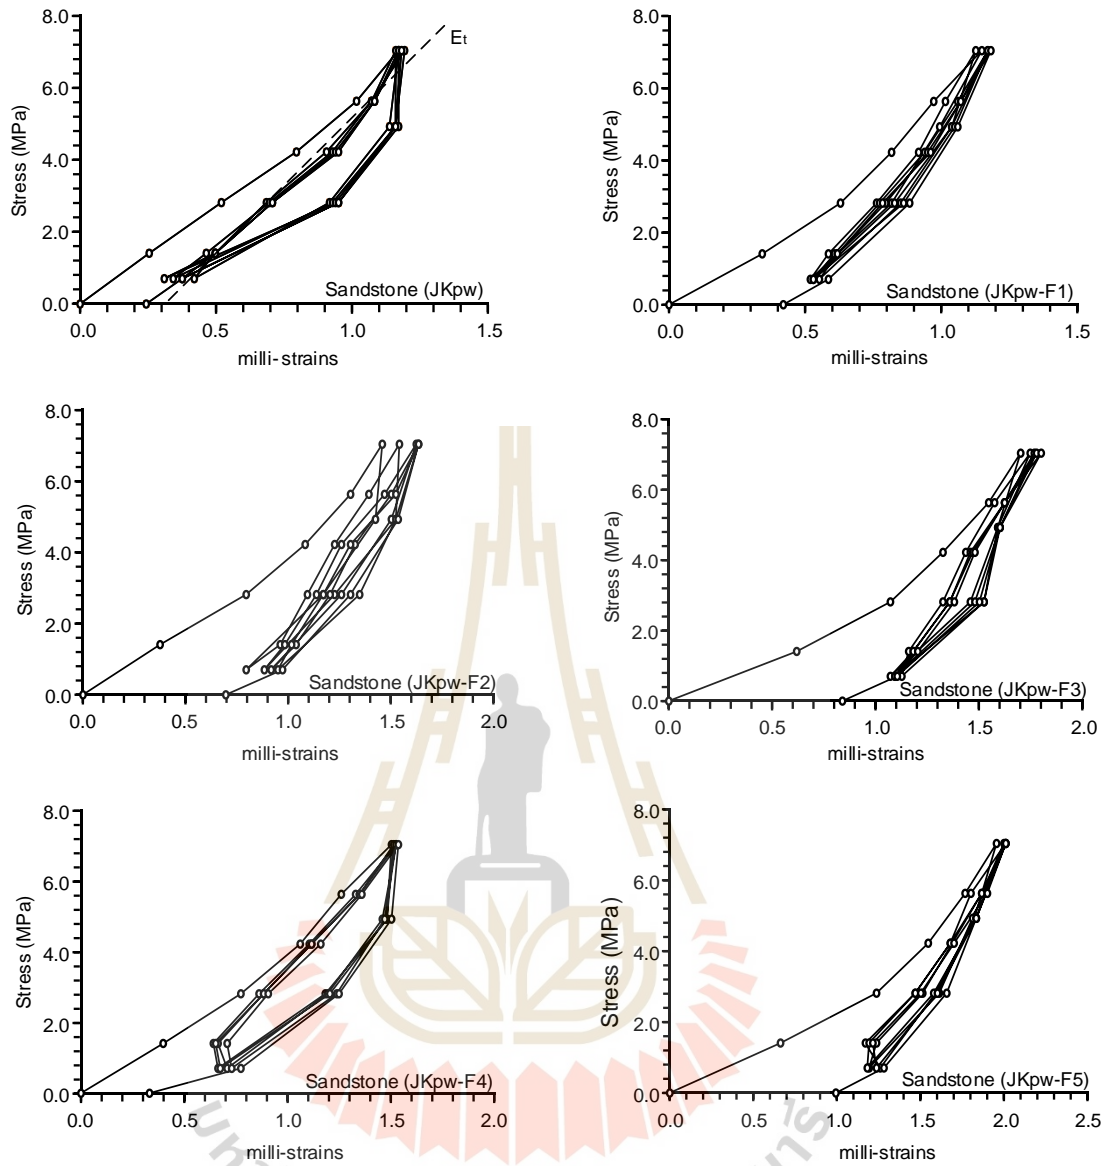 8.0
6.0
4.0
2.0
0.0
Stress (MPa)
Et
Sandstone (JKpw)
0.0 0.5 1.0 1.5
milli-strains
8.0
6.0
4.0
2.0
0.0
Stress (MPa)
Sandstone (JKpw-F1)
0.0 0.5 1.0 1.5
milli-strains
8.0
6.0
4.0
2.0
0.0
Stress (MPa)
Sandstone (JKpw-F2)
0.0 0.5 1.0 1.5 2.0
milli-strains
8.0
6.0
4.0
2.0
0.0
Stress (MPa)
Sandstone (JKpw-F3)
0.0 0.5 1.0 1.5 2.0
milli-strains
8.0
6.0
4.0
2.0
0.0
Stress (MPa)
Sandstone (JKpw-F4)
0.0 0.5 1.0 1.5 2.0
milli-strains
8.0
6.0
4.0
2.0
0.0
Stress (MPa)
Sandstone (JKpw-F5)
0.0 0.5 1.0 1.5 2.0 2.5
milli-strains